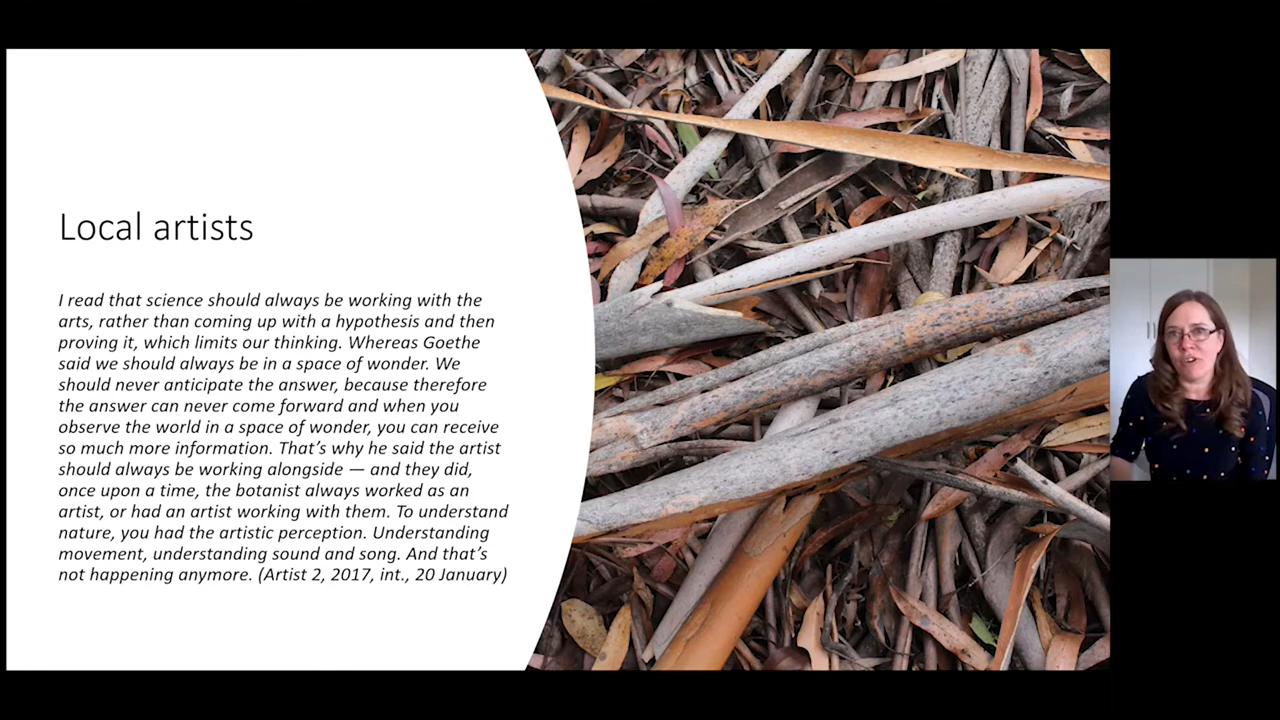 Local artists
I read that science should always be working with the
arts, rather than coming up with a hypothesis and then
proving it, which limits our thinking. Whereas Goethe
said we should always be in a space of wonder. We
should never anticipate the answer, because therefore
the answer can never come forward and when you
observe the world in a space of wonder, you can receive
so much more information. That’s why he said the artist
should always be working alongside — and they did,
once upon a time, the botanist always worked as an
artist, or had an artist working with them. To understand
nature, you had the artistic perception. Understanding
movement, understanding sound and song. And that’s
not happening anymore. (Artist 2, 2017, int., 20 January)